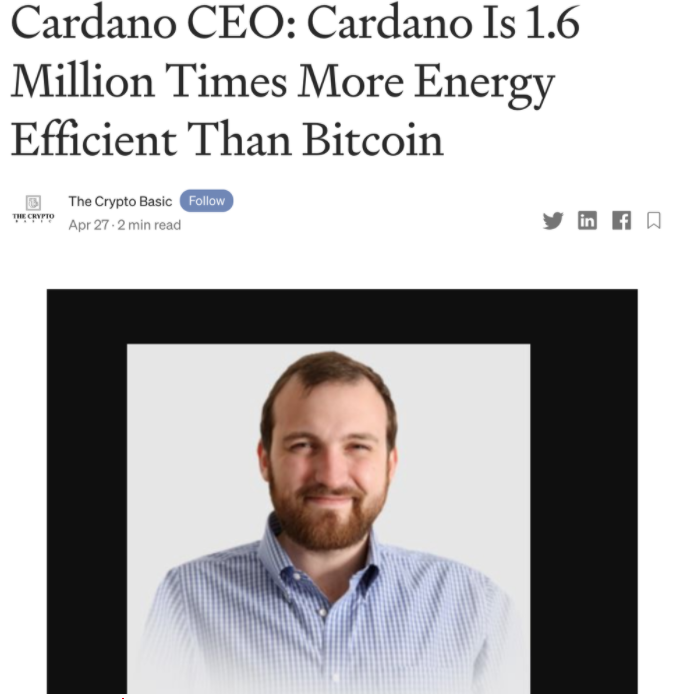 Cardano CEO: Cardano Is 1.6
Million Times More Energy
Efficient Than Bitcoin
The Crypto Basic Follow
THE CRYPTO
BASIC
Apr 27 · 2 min read